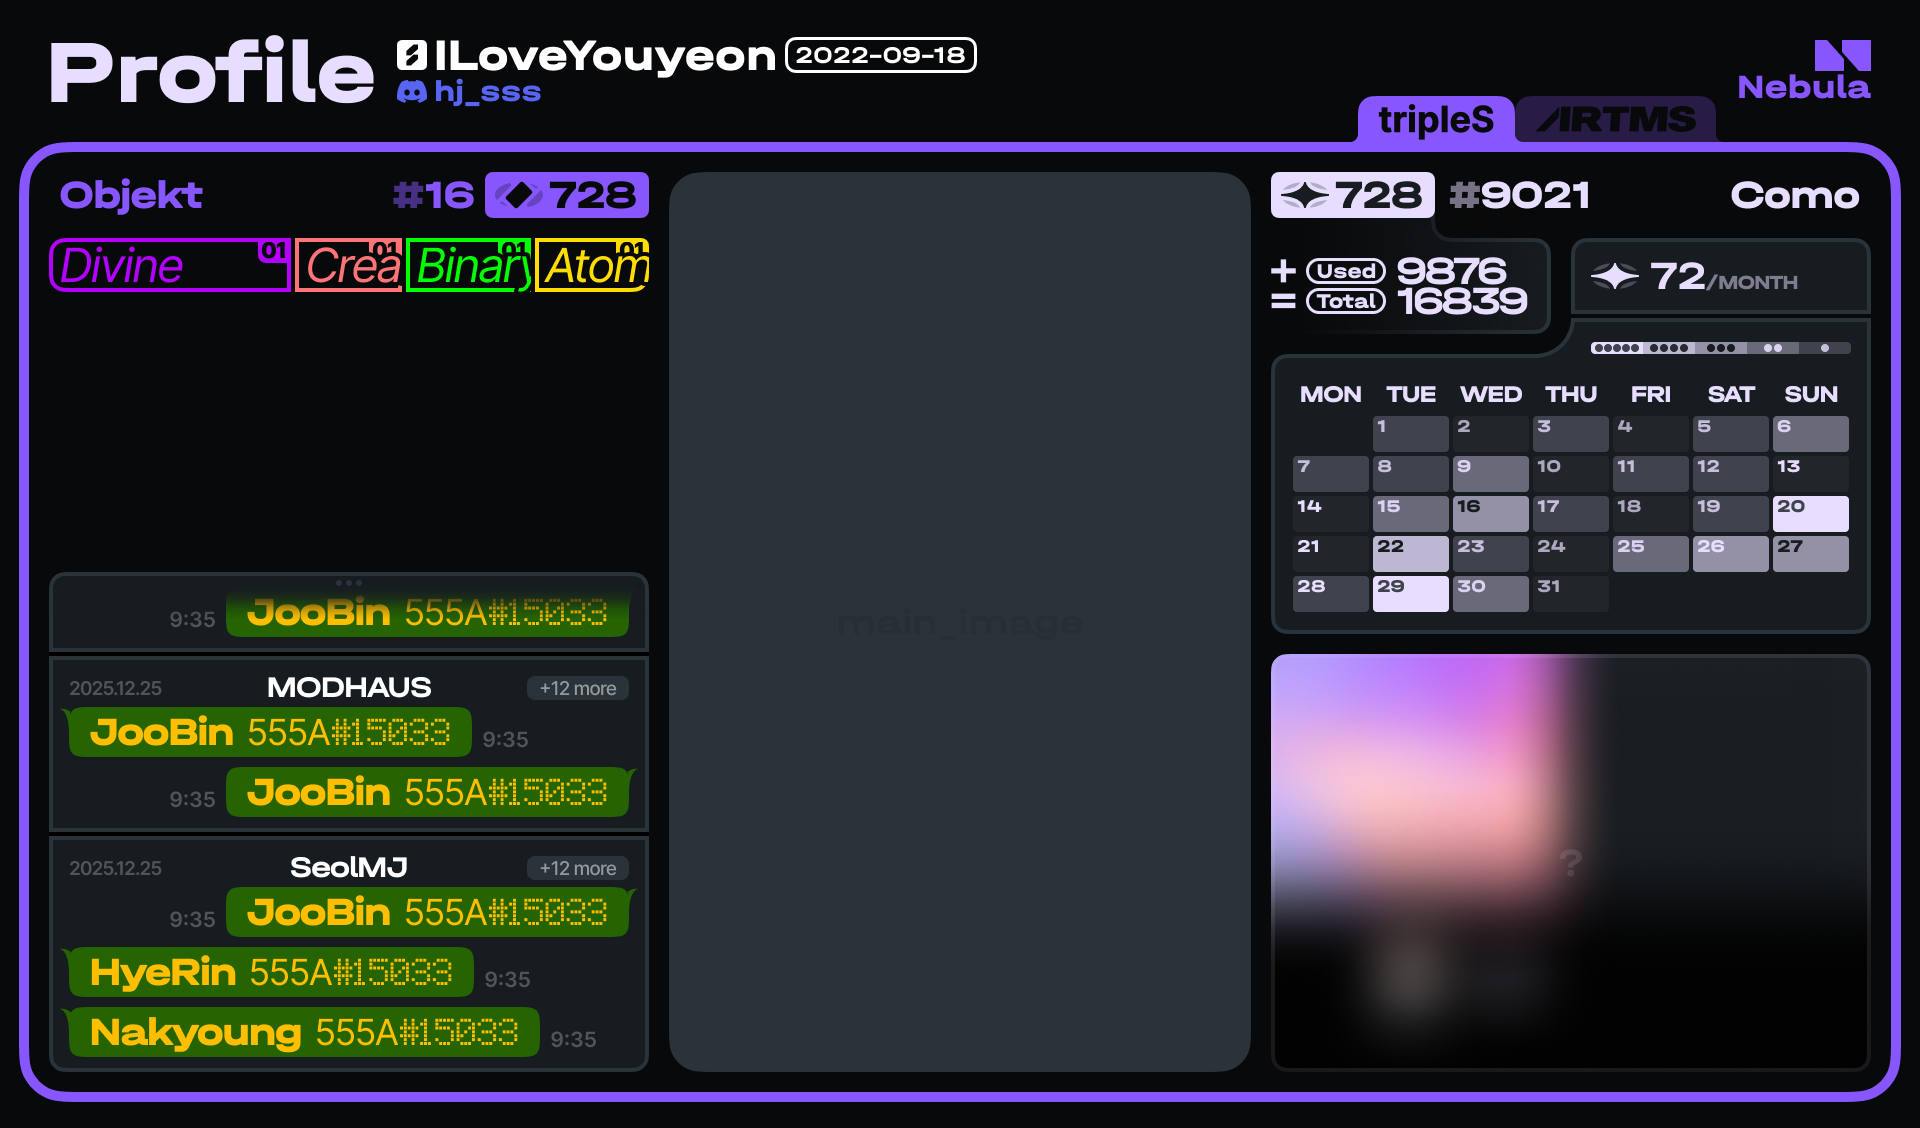 Profile
ILoveYouyeon 2022-09-18
hj_sss
Nebula
tripleS
ARTMS
Objekt #16 728
Divine 01
Crea 01
Binary 01
Atom 01
9:35 JooBin 555A#15033
2025.12.25 MODHAUS +12 more
JooBin 555A#15033 9:35
9:35 JooBin 555A#15033
2025.12.25 SeolMJ +12 more
9:35 JooBin 555A#15033
HyeRin 555A#15033 9:35
Nakyoung 555A#15033 9:35
main_image
728 #9021 Como
+ Used 9876
= Total 16839
72/MONTH
MON TUE WED THU FRI SAT SUN
1 2 3 4 5 6
7 8 9 10 11 12 13
14 15 16 17 18 19 20
21 22 23 24 25 26 27
28 29 30 31
?